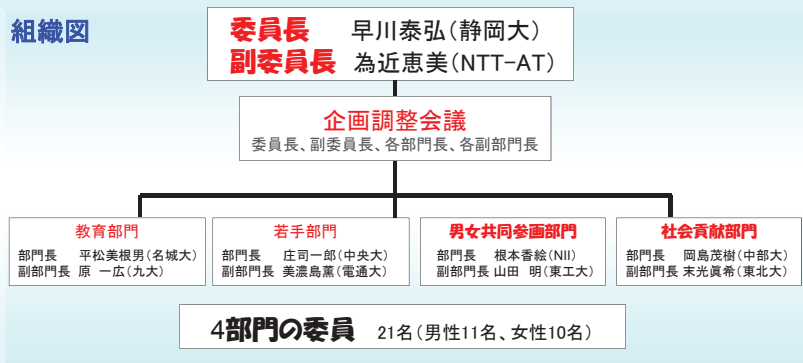 組織図
委員長 早川泰弘(静岡大)
副委員長 為近恵美(NTT-AT)
企画調整会議
委員長、副委員長、各部門長、各副部門長
教育部門
部門長 平松美根男(名城大)
副部門長 原 一広(九大)
若手部門
部門長 庄司一郎(中央大)
副部門長 美濃島薫(電通大)
男女共同参画部門
部門長 根本香絵(NII)
副部門長 山田 明(東工大)
社会貢献部門
部門長 岡島茂樹(中部大)
副部門長 末光眞希(東北大)
4部門の委員 21名(男性11名、女性10名)